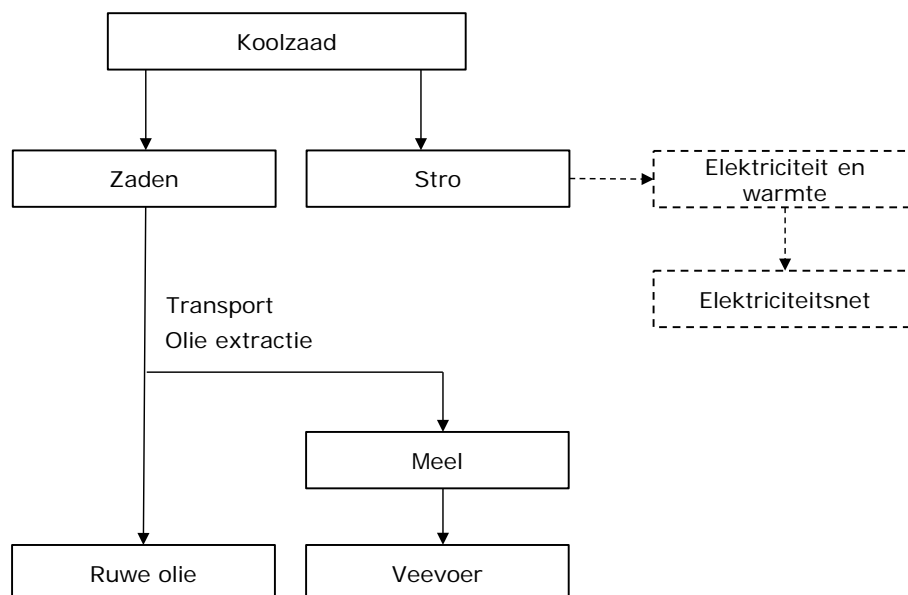 Koolzaad
Zaden
Stro
Elektriciteit en
warmte
Elektriciteitsnet
Transport
Olie extractie
Meel
Ruwe olie
Veevoer